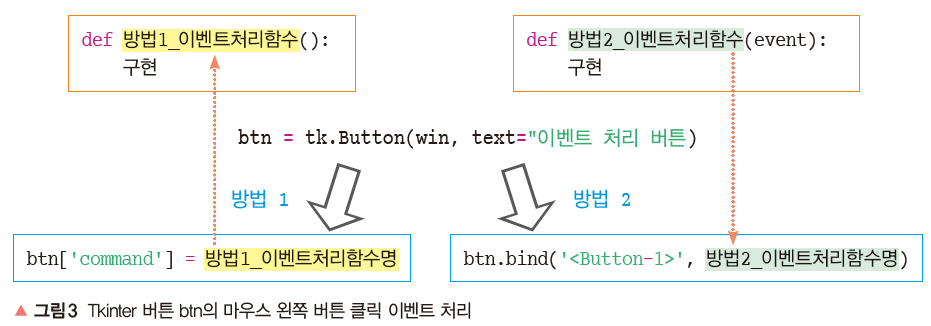 def 방법1_이벤트처리함수():
구현
def 방법2_이벤트처리함수(event):
구현
btn = tk.Button(win, text="이벤트 처리 버튼)
방법 1
방법 2
btn['command'] = 방법1_이벤트처리함수명
btn.bind('<Button-1>', 방법2_이벤트처리함수명)
▲ 그림3 Tkinter 버튼 btn의 마우스 왼쪽 버튼 클릭 이벤트 처리